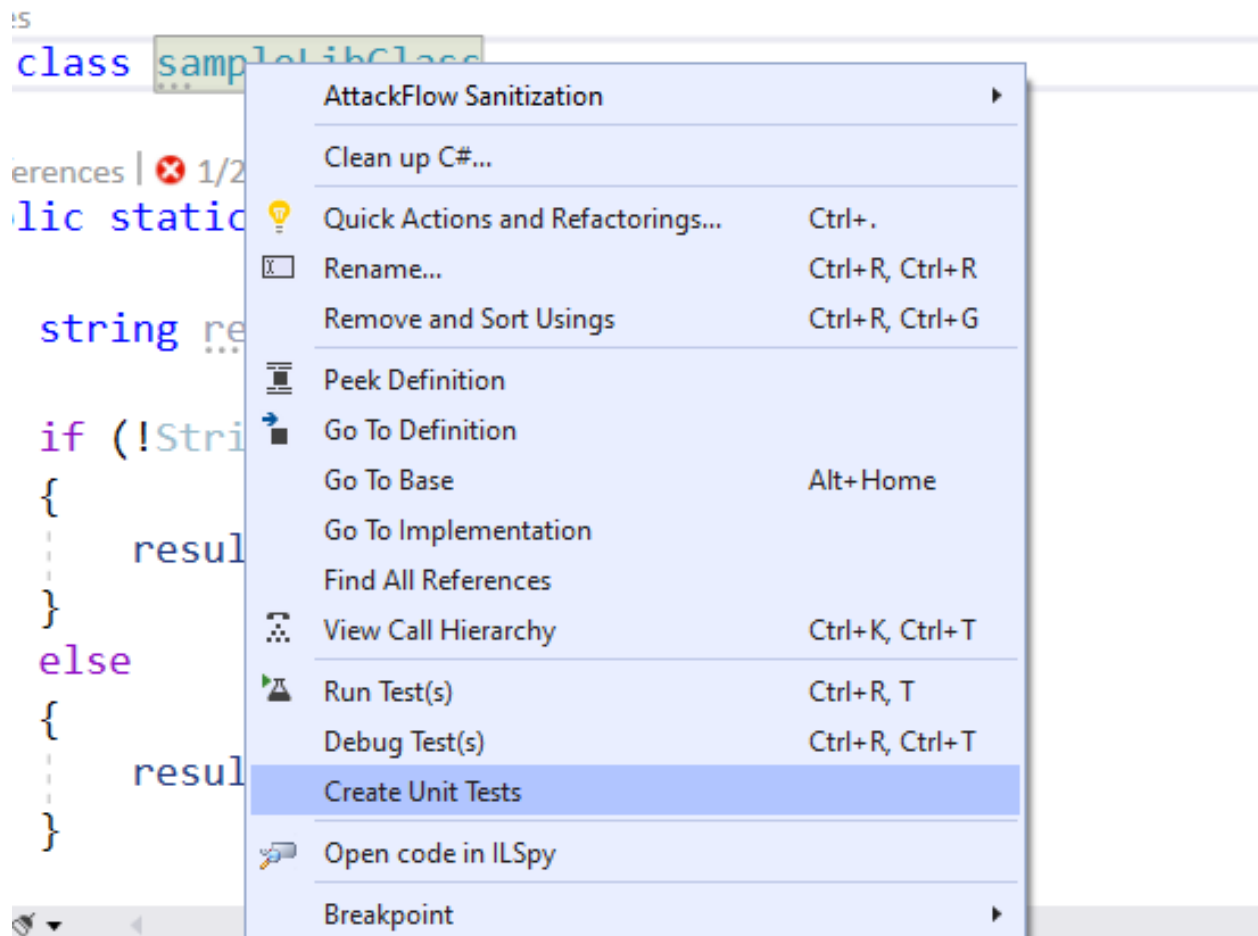 class sampleLibClass
AttackFlow Sanitization
Clean up C#...
erences | 1/2
lic static
Quick Actions and Refactorings... Ctrl+.
Rename... Ctrl+R, Ctrl+R
string re
Remove and Sort Usings Ctrl+R, Ctrl+G
Peek Definition
if (!Stri
Go To Definition
{
Go To Base Alt+Home
resul
Go To Implementation
Find All References
}
View Call Hierarchy Ctrl+K, Ctrl+T
else
Run Test(s) Ctrl+R, T
{
Debug Test(s) Ctrl+R, Ctrl+T
resul
Create Unit Tests
}
Open code in ILSpy
Breakpoint